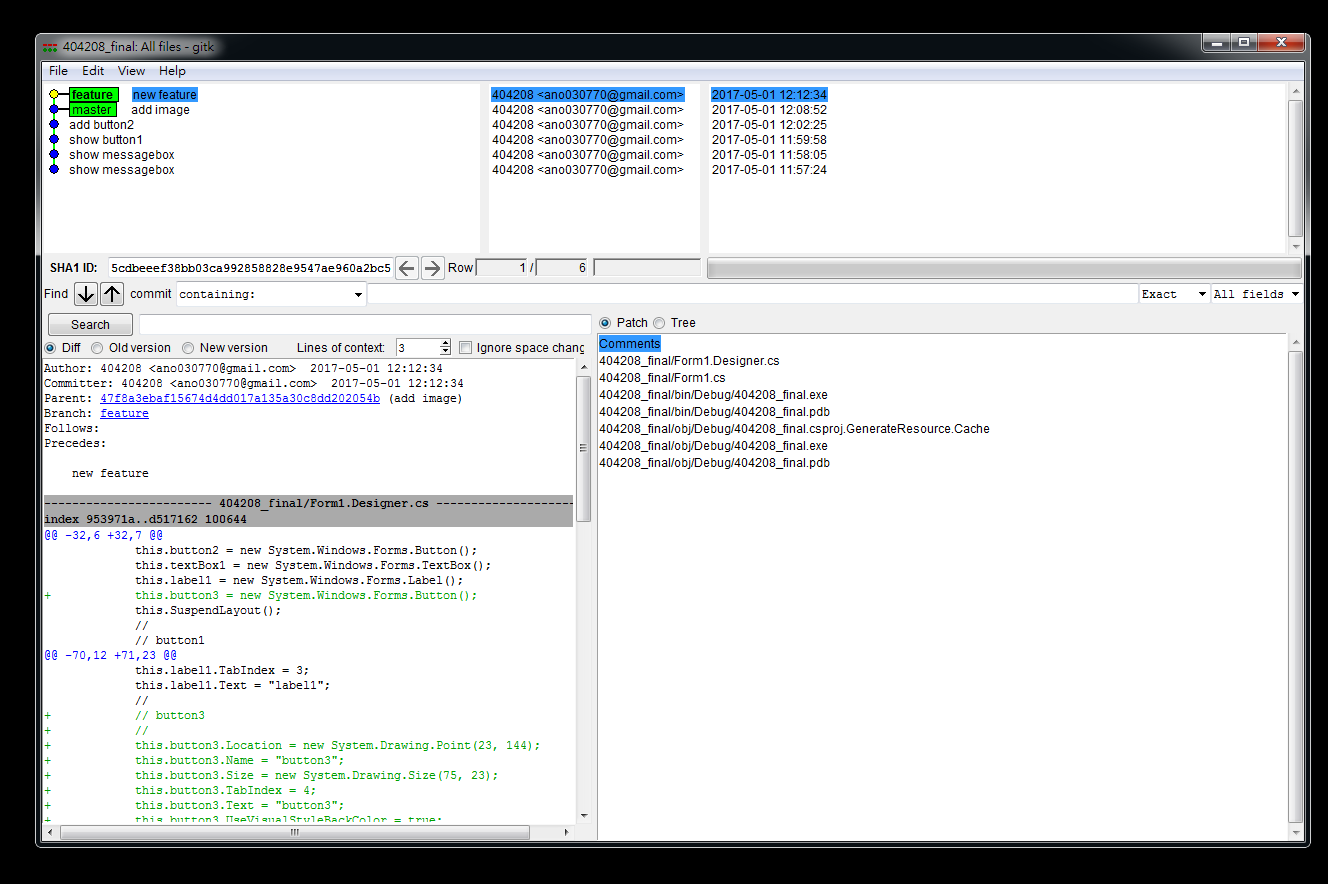 404208_final: All files - gitk
File Edit View Help
feature new feature 404208 <ano030770@gmail.com> 2017-05-01 12:12:34
master add image 404208 <ano030770@gmail.com> 2017-05-01 12:08:52
add button2 404208 <ano030770@gmail.com> 2017-05-01 12:02:25
show button1 404208 <ano030770@gmail.com> 2017-05-01 11:59:58
show messagebox 404208 <ano030770@gmail.com> 2017-05-01 11:58:05
show messagebox 404208 <ano030770@gmail.com> 2017-05-01 11:57:24
SHA1 ID: 5cdbeeef38bb03ca992858828e9547ae960a2bc5 Row 1 / 6
Find commit containing: Exact All fields
Search
Diff Old version New version Lines of context: 3 Ignore space chang
Author: 404208 <ano030770@gmail.com> 2017-05-01 12:12:34
Committer: 404208 <ano030770@gmail.com> 2017-05-01 12:12:34
Parent: 47f8a3ebaf15674d4dd017a135a30c8dd202054b (add image)
Branch: feature
Follows:
Precedes:
new feature
------------------------ 404208_final/Form1.Designer.cs --------------------
index 953971a..d517162 100644
@@ -32,6 +32,7 @@
this.button2 = new System.Windows.Forms.Button();
this.textBox1 = new System.Windows.Forms.TextBox();
this.label1 = new System.Windows.Forms.Label();
+ this.button3 = new System.Windows.Forms.Button();
this.SuspendLayout();
//
// button1
@@ -70,12 +71,23 @@
this.label1.TabIndex = 3;
this.label1.Text = "label1";
//
+ // button3
+ //
+ this.button3.Location = new System.Drawing.Point(23, 144);
+ this.button3.Name = "button3";
+ this.button3.Size = new System.Drawing.Size(75, 23);
+ this.button3.TabIndex = 4;
+ this.button3.Text = "button3";
+ this.button3.UseVisualStyleBackColor = true;
Patch Tree
Comments
404208_final/Form1.Designer.cs
404208_final/Form1.cs
404208_final/bin/Debug/404208_final.exe
404208_final/bin/Debug/404208_final.pdb
404208_final/obj/Debug/404208_final.csproj.GenerateResource.Cache
404208_final/obj/Debug/404208_final.exe
404208_final/obj/Debug/404208_final.pdb